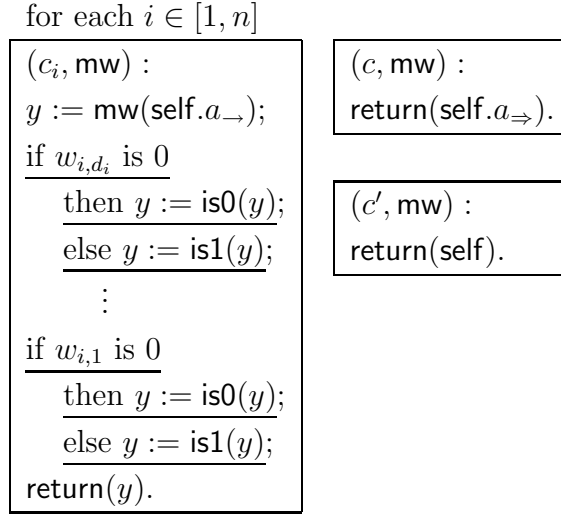 for each i ∈ [1, n]
(c_i, mw) :
y := mw(self.a_→);
if w_{i,d_i} is 0
then y := is0(y);
else y := is1(y);
⋮
if w_{i,1} is 0
then y := is0(y);
else y := is1(y);
return(y).
(c, mw) :
return(self.a_⇒).
(c′, mw) :
return(self).